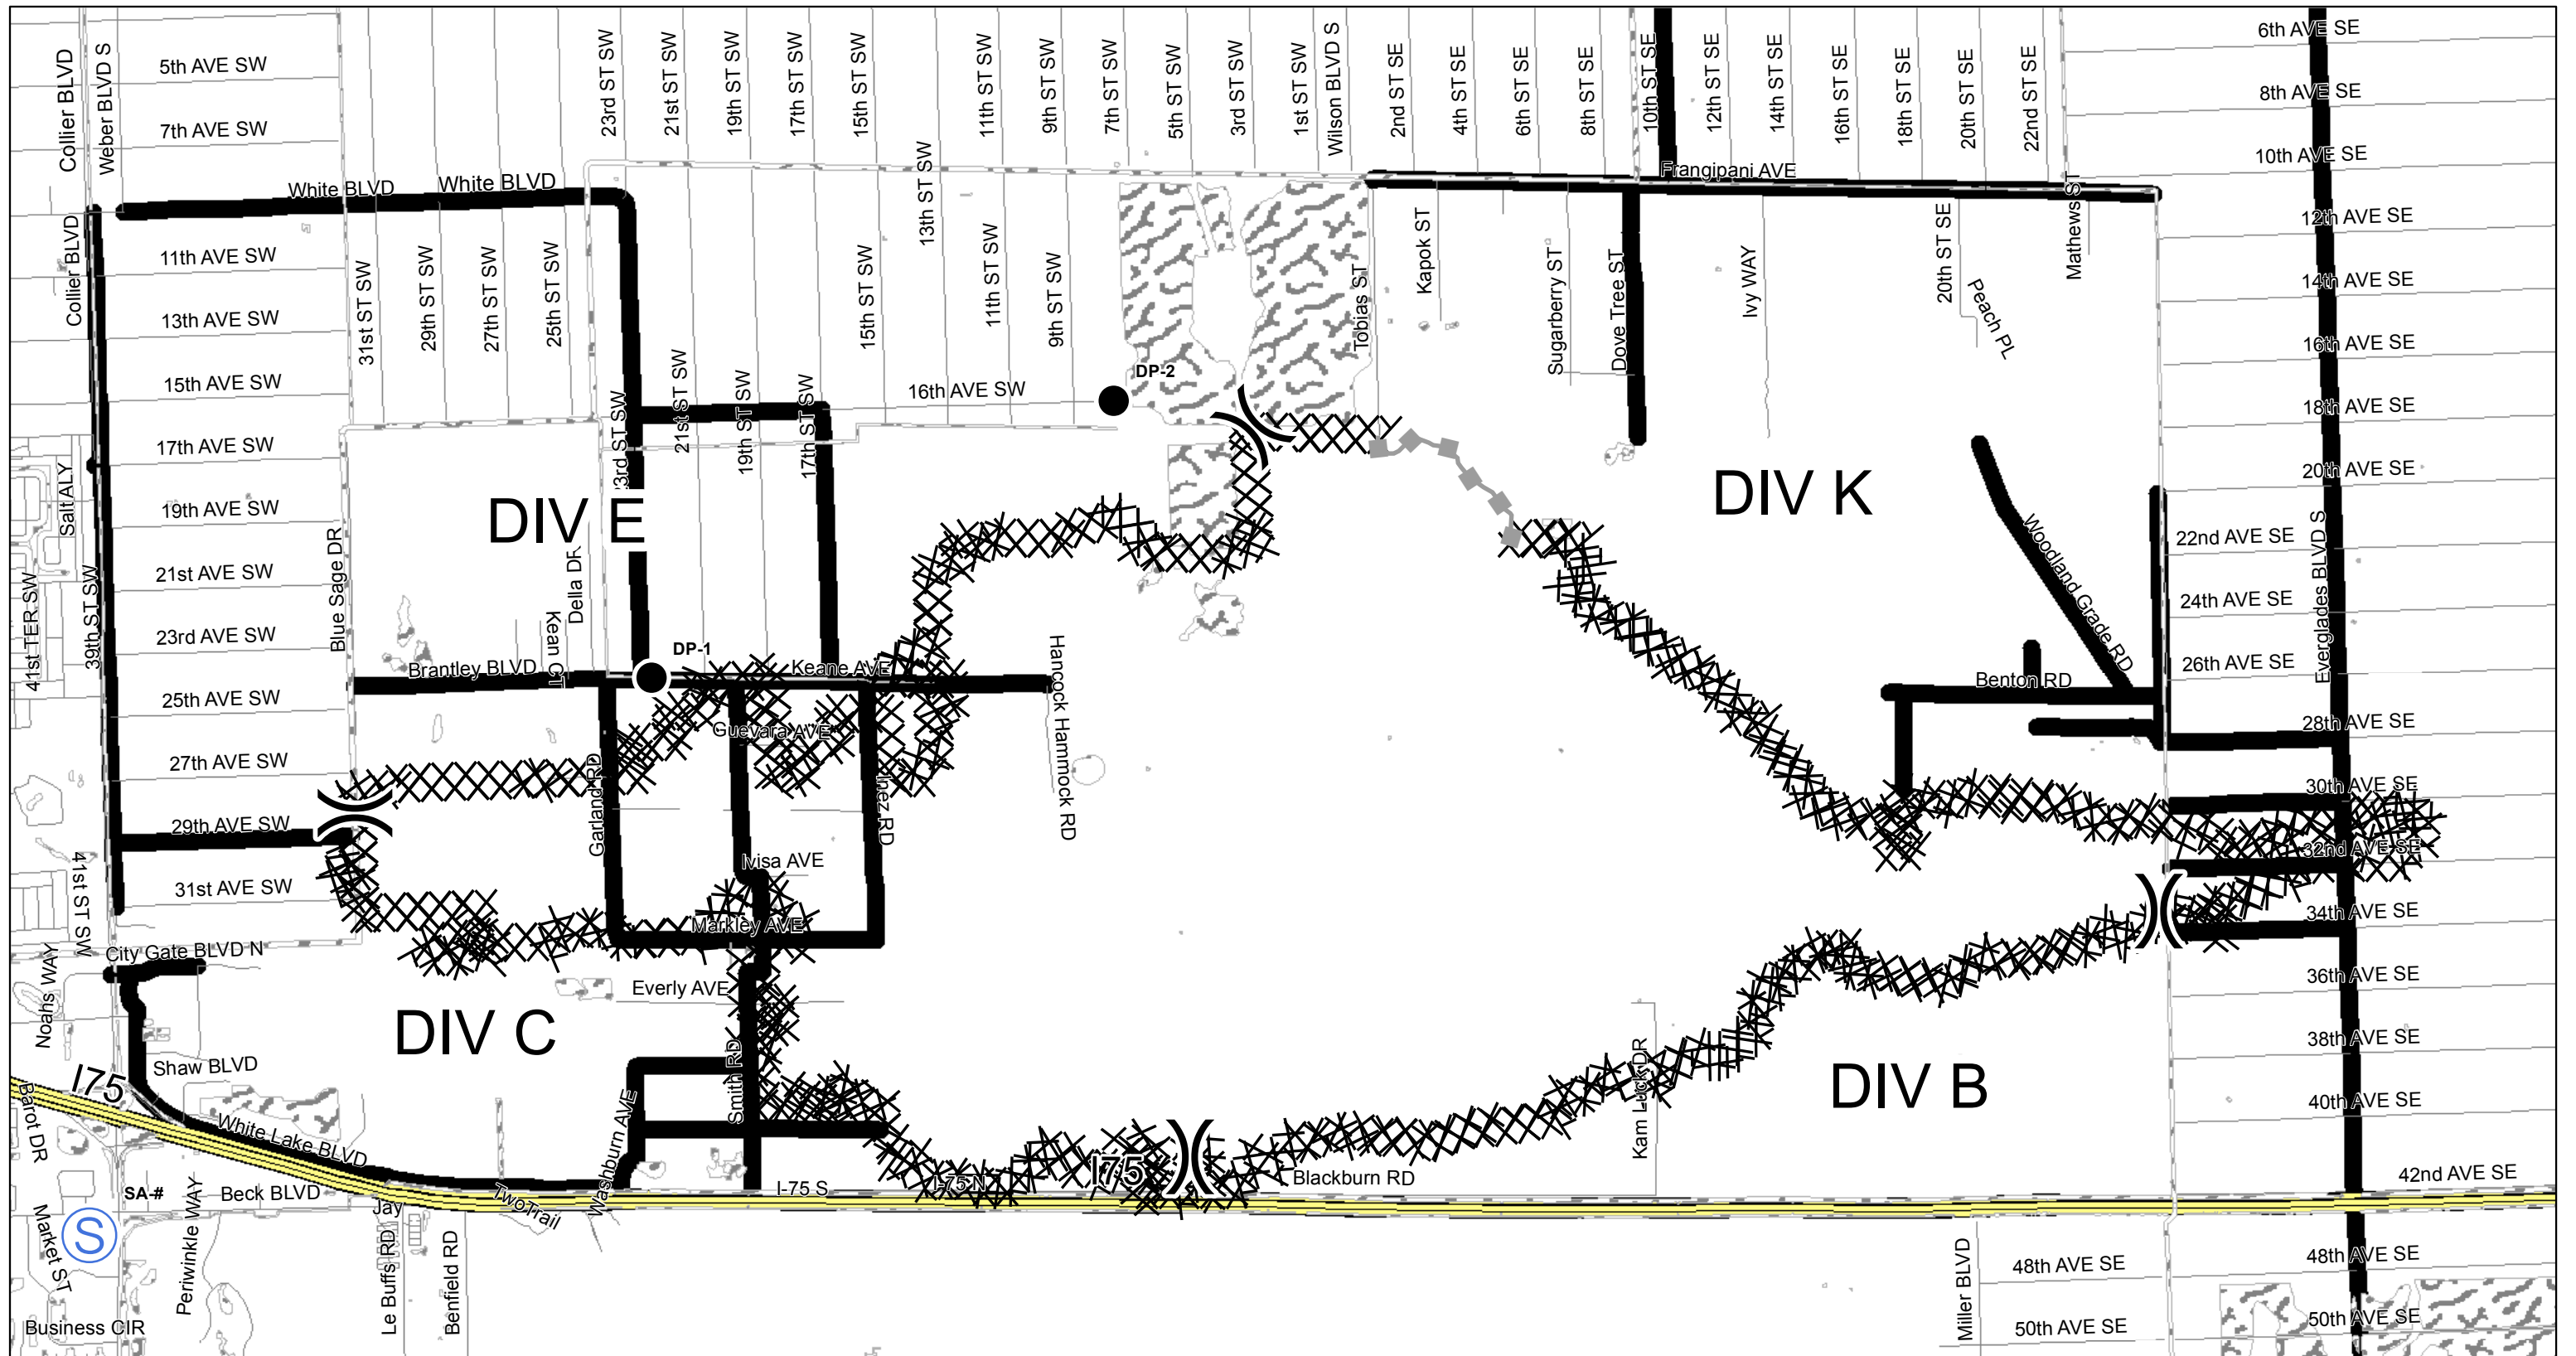 Collier BLVD
Weber BLVD S
5th AVE SW
7th AVE SW
23rd ST SW
21st ST SW
19th ST SW
17th ST SW
15th ST SW
11th ST SW
9th ST SW
7th ST SW
5th ST SW
3rd ST SW
1st ST SW
Wilson BLVD S
2nd ST SE
4th ST SE
6th ST SE
8th ST SE
10th ST SE
12th ST SE
14th ST SE
16th ST SE
18th ST SE
20th ST SE
22nd ST SE
6th AVE SE
8th AVE SE
10th AVE SE
White BLVD
White BLVD
13th ST SW
Frangipani AVE
Mathews ST
12th AVE SE
Collier BLVD
11th AVE SW
13th AVE SW
15th AVE SW
17th AVE SW
19th AVE SW
21st AVE SW
23rd AVE SW
25th AVE SW
27th AVE SW
29th AVE SW
31st AVE SW
31st ST SW
29th ST SW
27th ST SW
25th ST SW
15th ST SW
11th ST SW
9th ST SW
Tobias ST
Kapok ST
Sugarberry ST
Dove Tree ST
Ivy WAY
20th ST SE
Peach PL
14th AVE SE
16th AVE SE
18th AVE SE
20th AVE SE
22nd AVE SE
24th AVE SE
26th AVE SE
28th AVE SE
30th AVE SE
32nd AVE SE
34th AVE SE
36th AVE SE
38th AVE SE
40th AVE SE
42nd AVE SE
48th AVE SE
50th AVE SE
16th AVE SW
DP-2
23rd ST SW
21st ST SW
19th ST SW
17th ST SW
DIV E
DIV K
Salt ALY
41st TER SW
39th ST SW
Blue Sage DR
Della DR
Kean CT
Brantley BLVD
DP-1
Keane AVE
Hancock Hammock RD
Guevara AVE
Garland RD
Inez RD
Ivisa AVE
Markley AVE
Woodland Grade RD
Benton RD
Everglades BLVD S
41st ST SW
City Gate BLVD N
Noahs WAY
Everly AVE
DIV C
DIV B
Shaw BLVD
I75
Barot DR
White Lake BLVD
Washburn AVE
Smith RD
Kam Luck DR
I75
Blackburn RD
I-75 N
I-75 S
SA-#
Beck BLVD
Jay
TwoTrail
S
Market ST
Periwinkle WAY
Le Buffs RD
Benfield RD
Business CIR
Miller BLVD
48th AVE SE
50th AVE SE